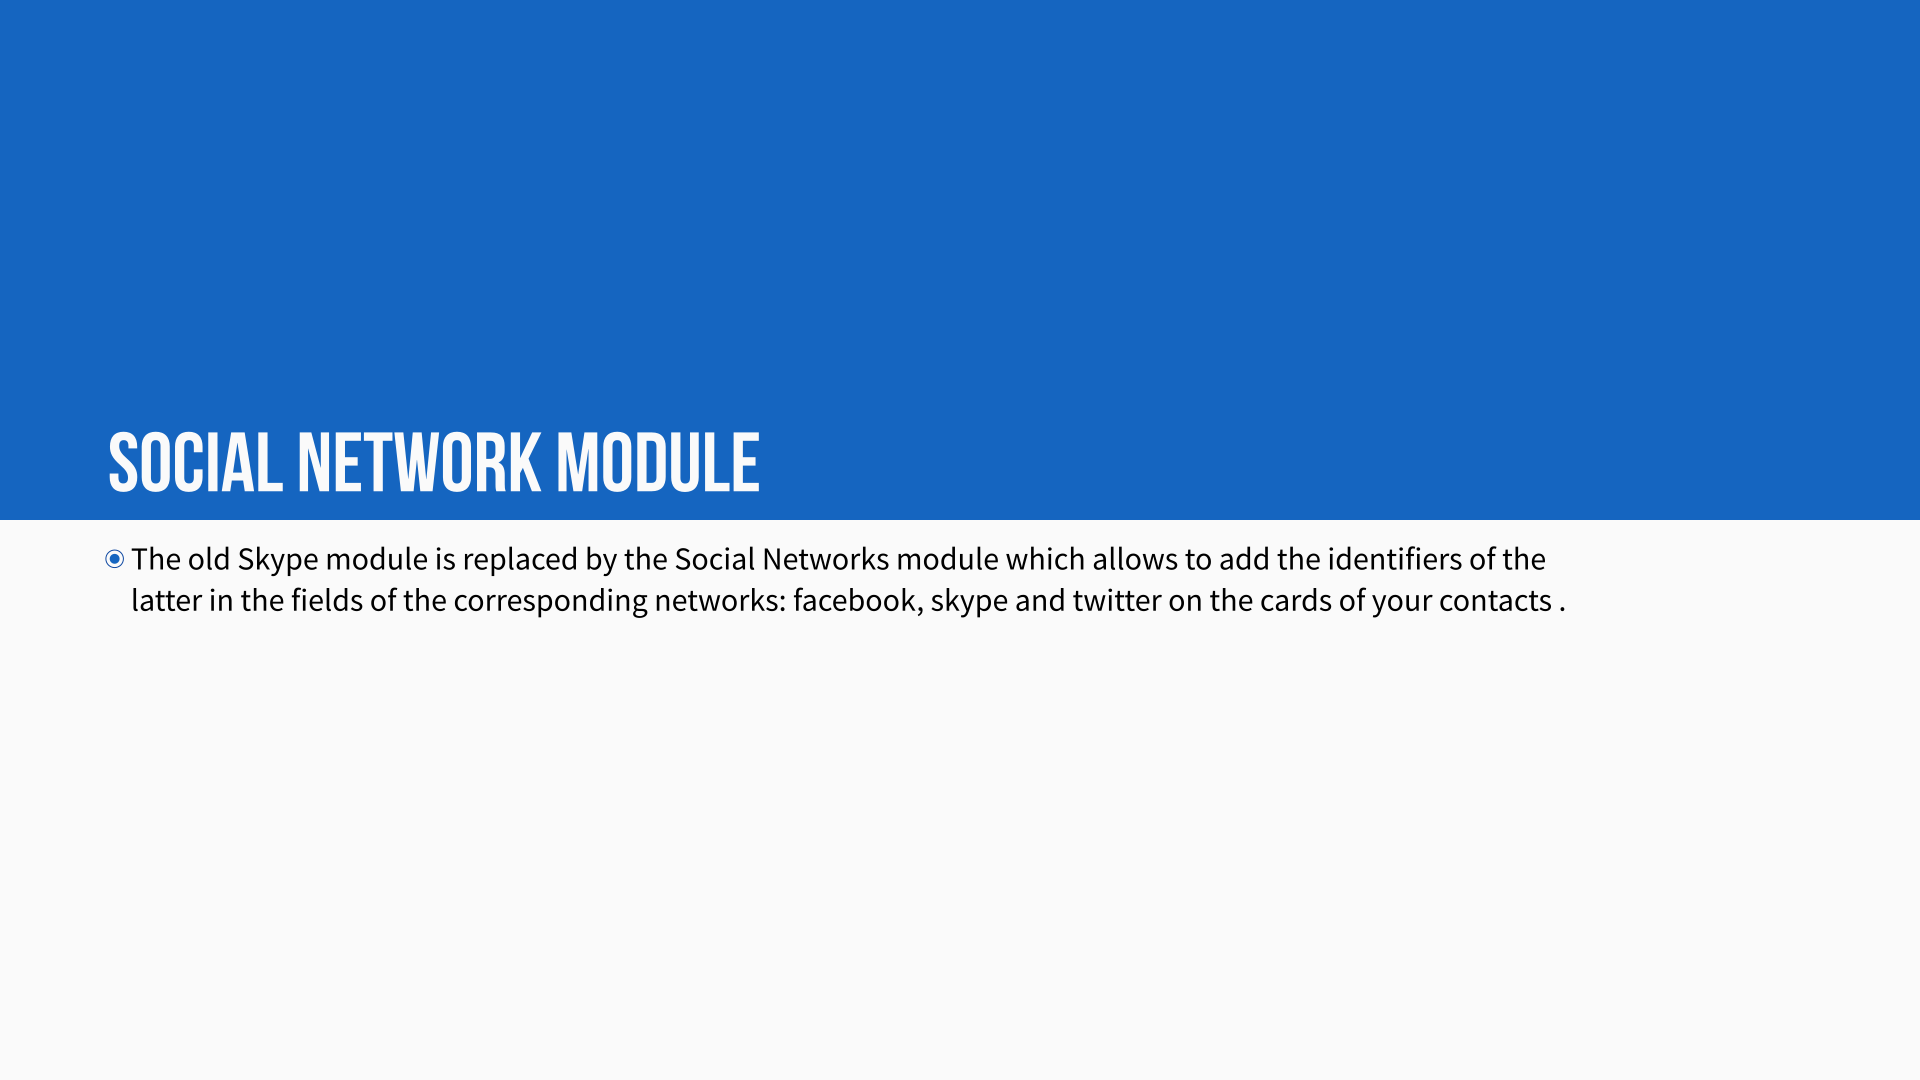 SOCIAL NETWORK MODULE
The old Skype module is replaced by the Social Networks module which allows to add the identifiers of the
latter in the fields of the corresponding networks: facebook, skype and twitter on the cards of your contacts .